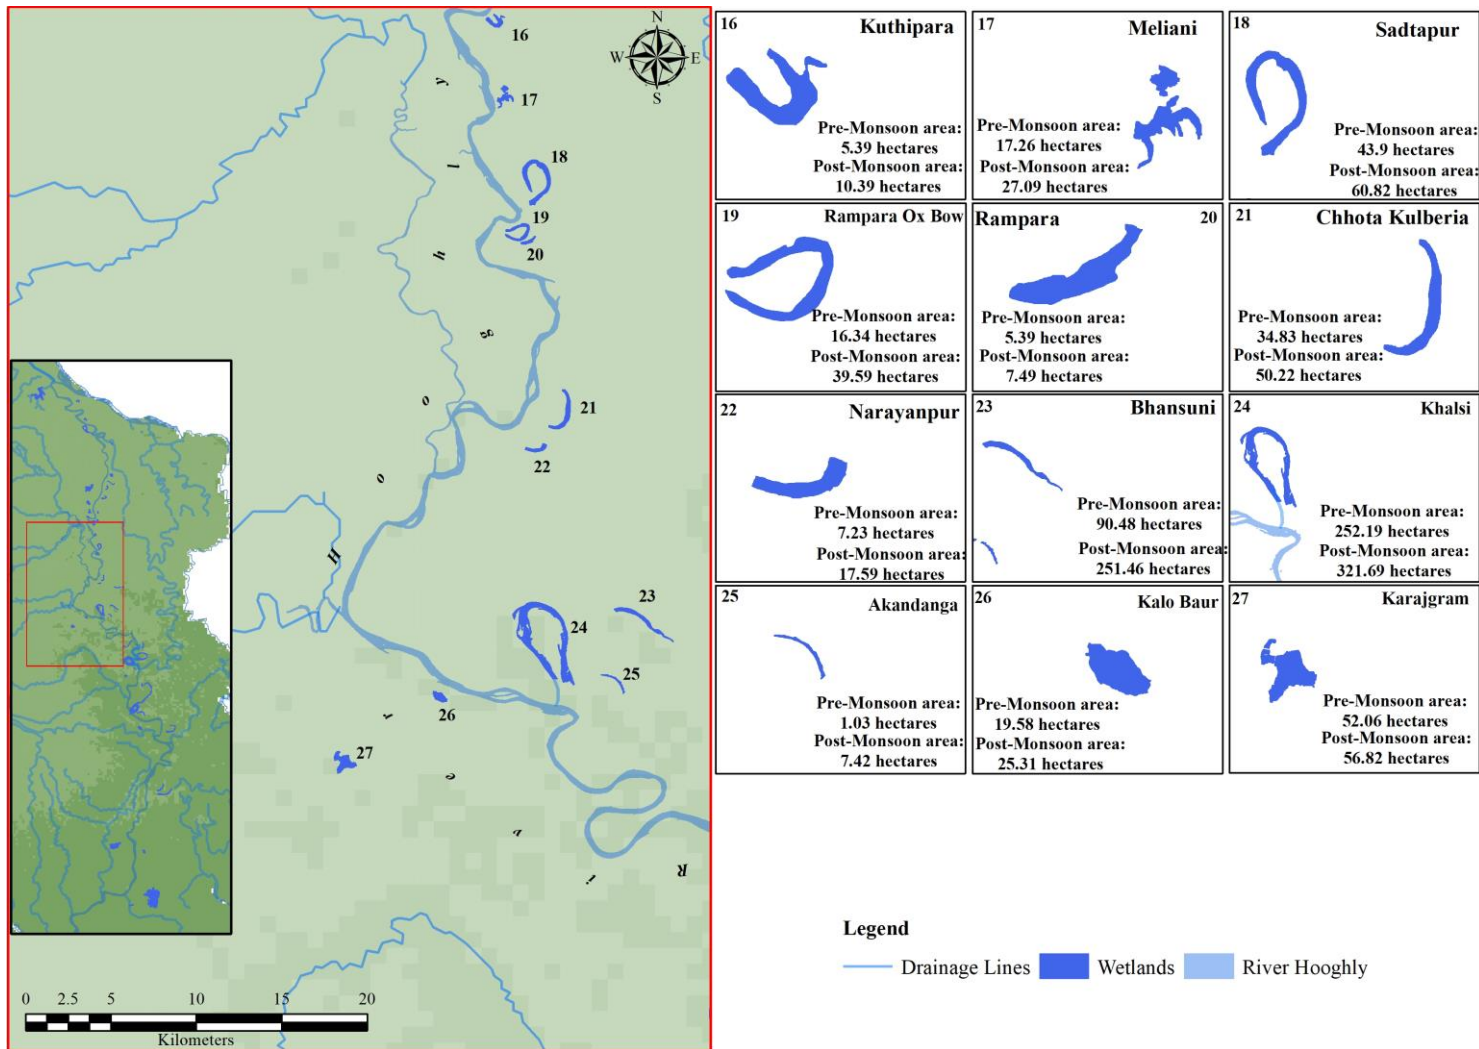 N
W
E
S
16
17
18
19
20
21
22
23
24
25
26
27
H o o g h l y
R i v e r
0 2.5 5 10 15 20
Kilometers
16
Kuthipara
Pre-Monsoon area:
5.39 hectares
Post-Monsoon area:
10.39 hectares
17
Meliani
Pre-Monsoon area:
17.26 hectares
Post-Monsoon area:
27.09 hectares
18
Sadtapur
Pre-Monsoon area:
43.9 hectares
Post-Monsoon area:
60.82 hectares
19
Rampara Ox Bow
Pre-Monsoon area:
16.34 hectares
Post-Monsoon area:
39.59 hectares
Rampara
20
Pre-Monsoon area:
5.39 hectares
Post-Monsoon area:
7.49 hectares
21
Chhota Kulberia
Pre-Monsoon area:
34.83 hectares
Post-Monsoon area:
50.22 hectares
22
Narayanpur
Pre-Monsoon area:
7.23 hectares
Post-Monsoon area:
17.59 hectares
23
Bhansuni
Pre-Monsoon area:
90.48 hectares
Post-Monsoon area:
251.46 hectares
24
Khalsi
Pre-Monsoon area:
252.19 hectares
Post-Monsoon area:
321.69 hectares
25
Akandanga
Pre-Monsoon area:
1.03 hectares
Post-Monsoon area:
7.42 hectares
26
Kalo Baur
Pre-Monsoon area:
19.58 hectares
Post-Monsoon area:
25.31 hectares
27
Karajgram
Pre-Monsoon area:
52.06 hectares
Post-Monsoon area:
56.82 hectares
Legend
Drainage Lines
Wetlands
River Hooghly